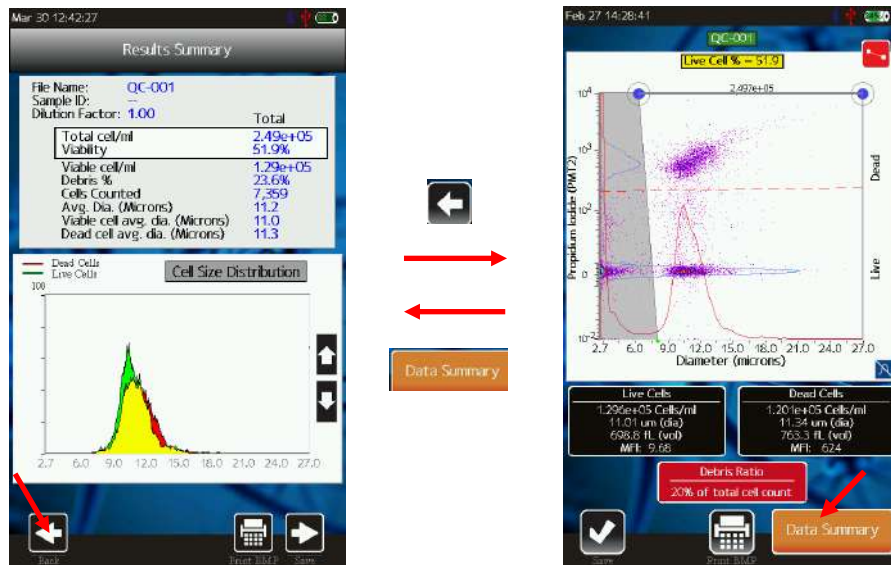 Mar 30 12:42:27
Results Summary
File Name: QC-001
Sample ID: --
Dilution Factor: 1.00
Total
Total cell/ml 2.49e+05
Viability 51.9%
Viable cell/ml 1.29e+05
Debris % 23.6%
Cells Counted 7,359
Avg. Dia. (Microns) 11.2
Viable cell avg. dia. (Microns) 11.0
Dead cell avg. dia. (Microns) 11.3
Dead Cells
Live Cells
Cell Size Distribution
100
2.7 6.0 9.0 12.0 15.0 18.0 21.0 24.0 27.0
Back
Print BMP
Save
Data Summary
Feb 27 14:28:41
QC-001
Live Cell % = 51.9
2.497e+05
10^4
10^3
10^2
0
10^-2
Propidium Iodide (PMT2)
Dead
Live
2.7 6.0 9.0 12.0 15.0 18.0 21.0 24.0 27.0
Diameter (microns)
Live Cells
1.296e+05 Cells/ml
11.01 um (dia)
698.8 fL (vol)
MFI: 9.68
Dead Cells
1.201e+05 Cells/ml
11.34 um (dia)
763.3 fL (vol)
MFI: 624
Debris Ratio
20% of total cell count
Save
Print BMP
Data Summary